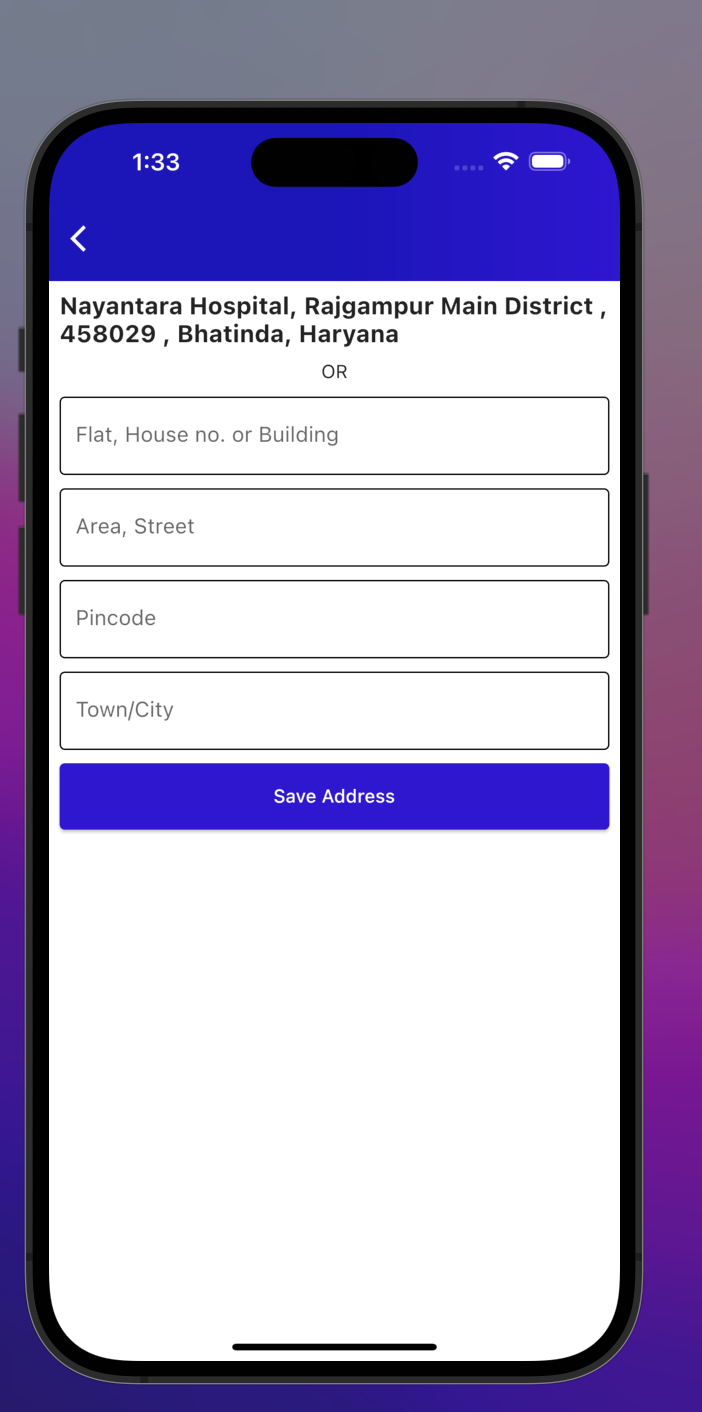 1:33
Nayantara Hospital, Rajgampur Main District ,
458029 , Bhatinda, Haryana
OR
Flat, House no. or Building
Area, Street
Pincode
Town/City
Save Address